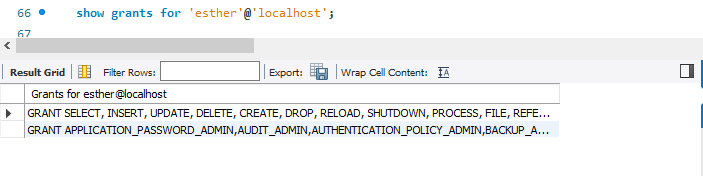 66 show grants for 'esther'@'localhost';
67
Result Grid Filter Rows: Export: Wrap Cell Content: IA
Grants for esther@localhost
GRANT SELECT, INSERT, UPDATE, DELETE, CREATE, DROP, RELOAD, SHUTDOWN, PROCESS, FILE, REFE...
GRANT APPLICATION_PASSWORD_ADMIN,AUDIT_ADMIN,AUTHENTICATION_POLICY_ADMIN,BACKUP_A...